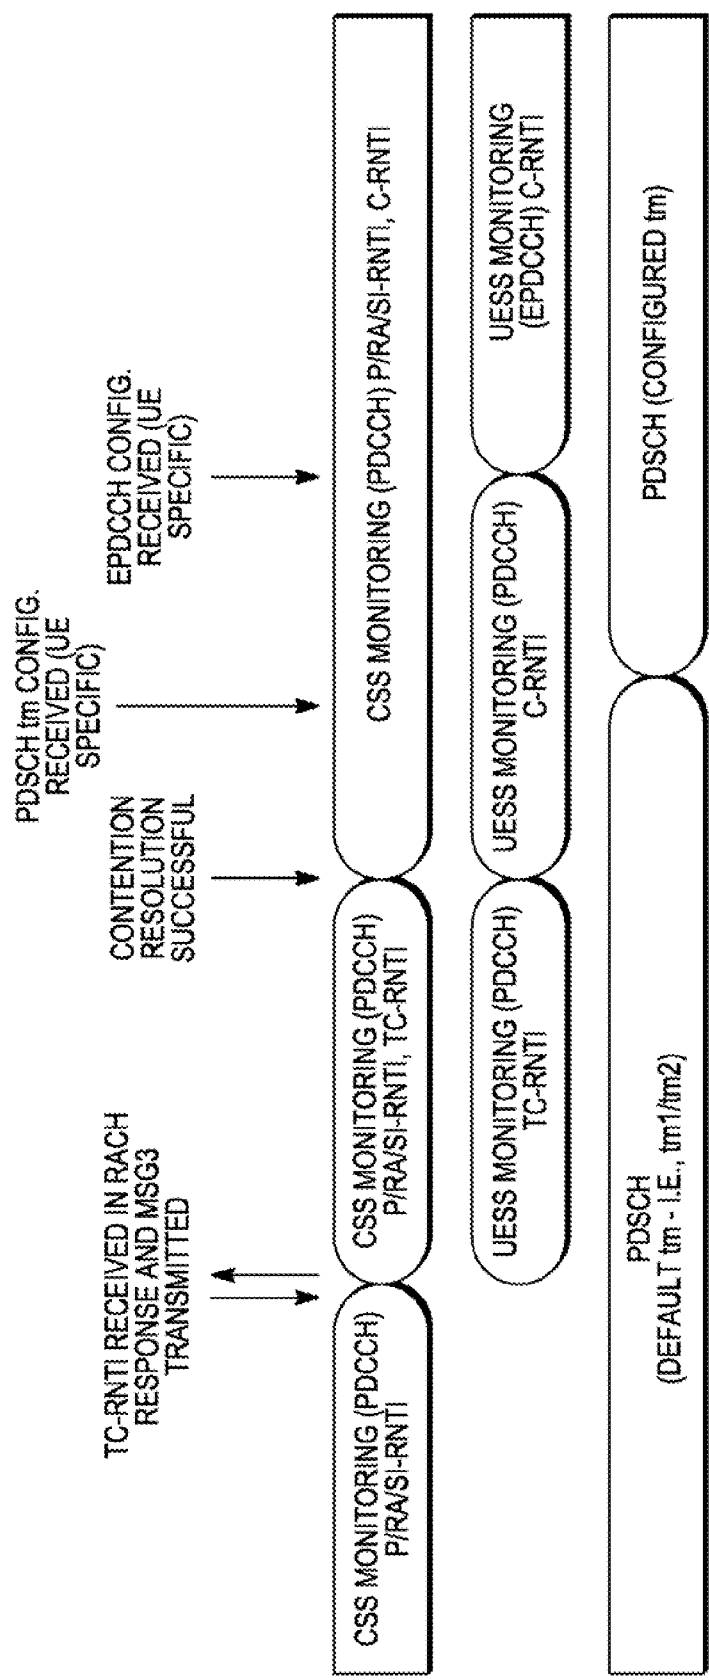 TC-RNTI RECEIVED IN RACH
RESPONSE AND MSG3
TRANSMITTED
CONTENTION
RESOLUTION
SUCCESSFUL
PDSCH tm CONFIG.
RECEIVED (UE
SPECIFIC)
EPDCCH CONFIG.
RECEIVED (UE
SPECIFIC)
CSS MONITORING (PDCCH)
P/RA/SI-RNTI
CSS MONITORING (PDCCH)
P/RA/SI-RNTI, TC-RNTI
CSS MONITORING (PDCCH) P/RA/SI-RNTI, C-RNTI
UESS MONITORING (PDCCH)
TC-RNTI
UESS MONITORING (PDCCH)
C-RNTI
UESS MONITORING
(EPDCCH) C-RNTI
PDSCH
(DEFAULT tm - I.E., tm1/tm2)
PDSCH (CONFIGURED tm)